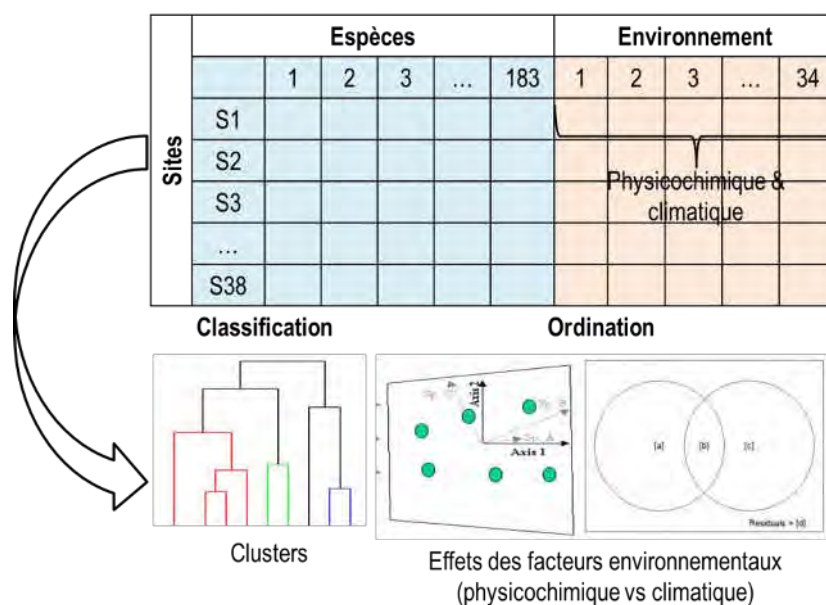 Espèces Environnement
1 2 3 ... 183 1 2 3 ... 34
Sites
S1
S2
S3
...
S38
Physicochimique &
climatique
Classification Ordination
Axis 2
Axis 1
[a] [b] [c]
Residuals = [d]
Clusters
Effets des facteurs environnementaux
(physicochimique vs climatique)